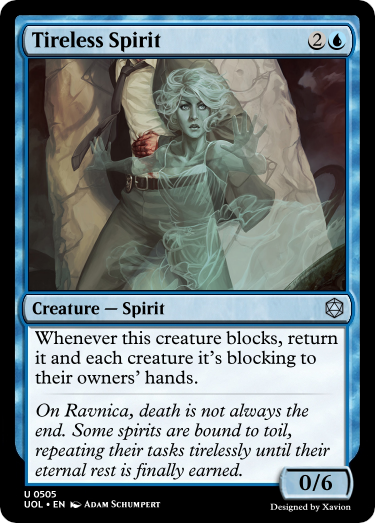 Tireless Spirit 2
Creature — Spirit
Whenever this creature blocks, return
it and each creature it's blocking to
their owners' hands.
On Ravnica, death is not always the
end. Some spirits are bound to toil,
repeating their tasks tirelessly until their
eternal rest is finally earned.
0/6
U 0505
UOL • EN Adam Schumpert
Designed by Xavion